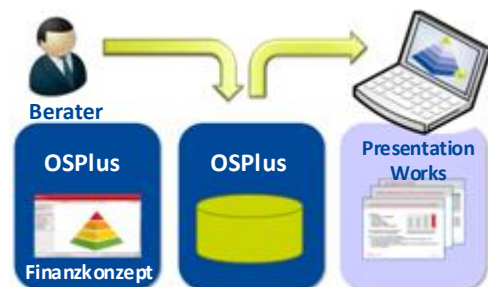 Berater
OSPlus
Finanzkonzept
OSPlus
Presentation
Works